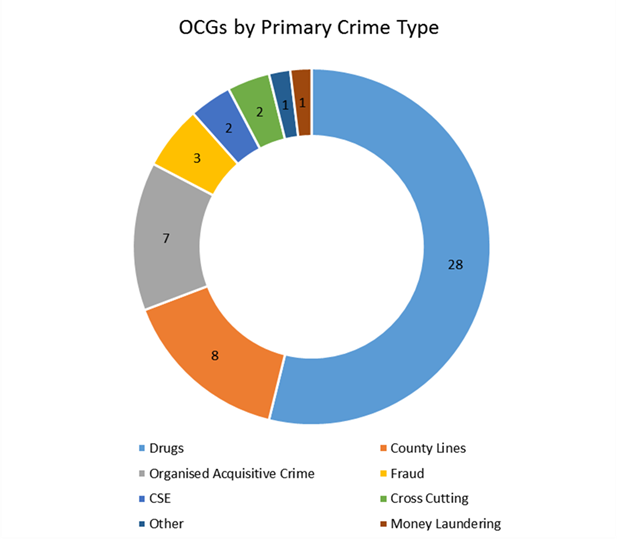 OCGs by Primary Crime Type
1
1
2
2
3
7
28
8
Drugs
County Lines
Organised Acquisitive Crime
Fraud
CSE
Cross Cutting
Other
Money Laundering